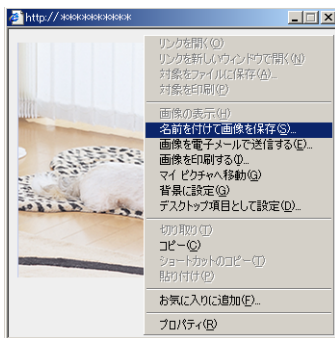 http://**********
リンクを開く(O)
リンクを新しいウィンドウで開く(N)
対象をファイルに保存(A)...
対象を印刷(P)
画像の表示(H)
名前を付けて画像を保存(S)...
画像を電子メールで送信する(E)...
画像を印刷する(I)...
マイ ピクチャへ移動(G)
背景に設定(G)
デスクトップ項目として設定(D)...
切り取り(T)
コピー(C)
ショートカットのコピー(T)
貼り付け(P)
お気に入りに追加(F)...
プロパティ(R)